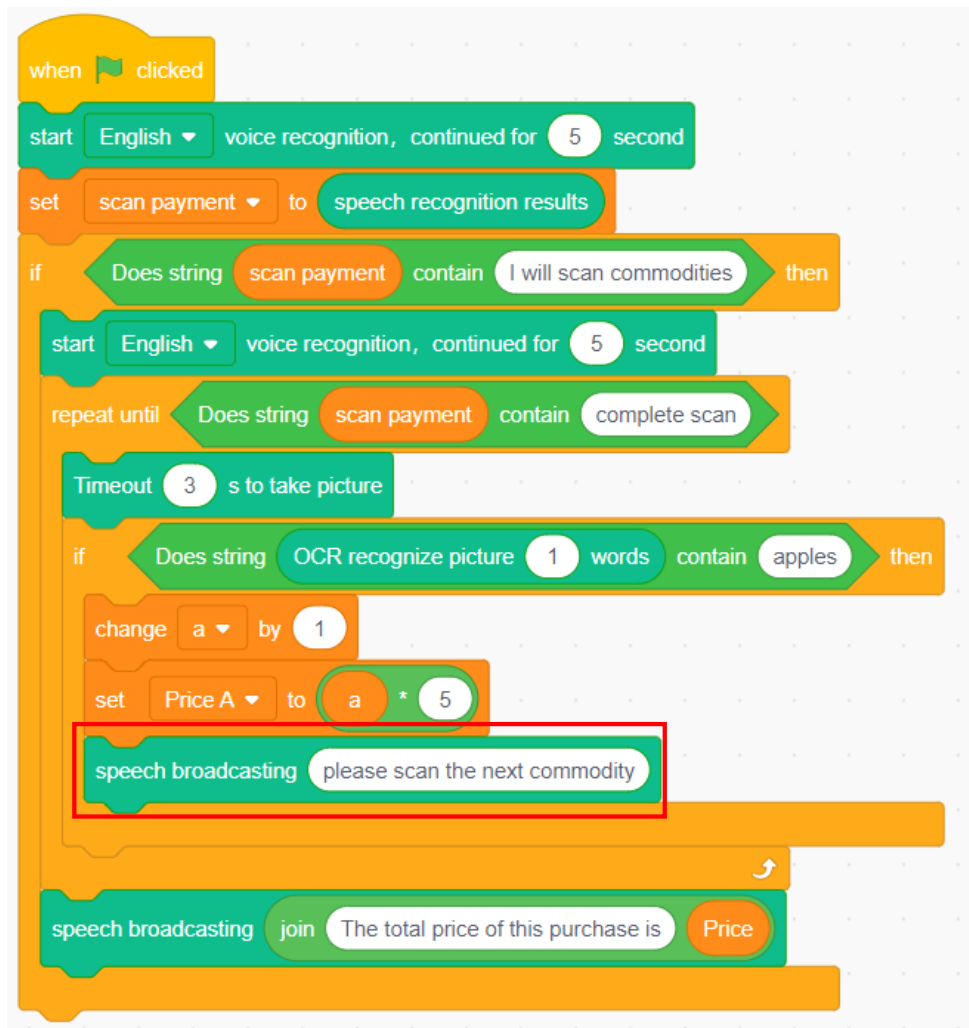 when clicked
start English voice recognition, continued for 5 second
set scan payment to speech recognition results
if Does string scan payment contain I will scan commodities then
start English voice recognition, continued for 5 second
repeat until Does string scan payment contain complete scan
Timeout 3 s to take picture
if Does string OCR recognize picture 1 words contain apples then
change a by 1
set Price A to a * 5
speech broadcasting please scan the next commodity
speech broadcasting join The total price of this purchase is Price